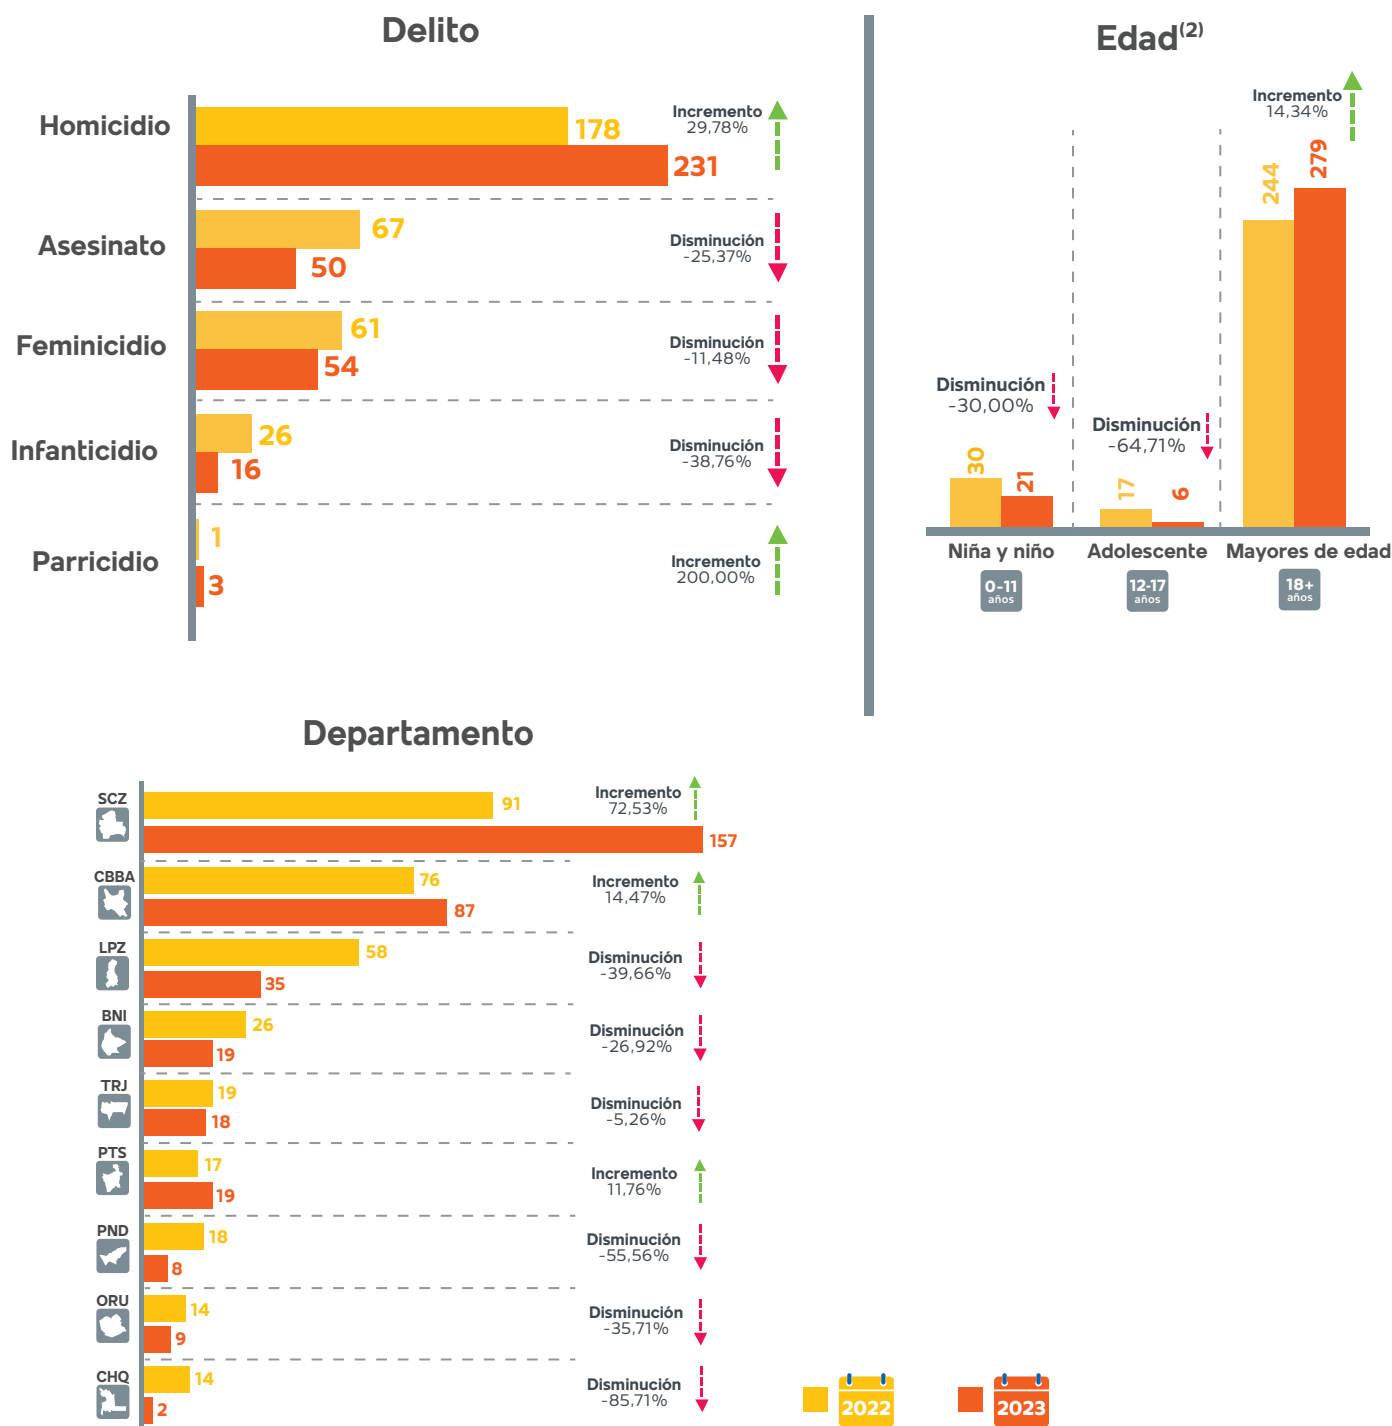 Delito
Homicidio
178
231
Incremento
29,78%
Asesinato
67
50
Disminución
-25,37%
Feminicidio
61
54
Disminución
-11,48%
Infanticidio
26
16
Disminución
-38,76%
Parricidio
1
3
Incremento
200,00%
Edad(2)
Incremento
14,34%
244
279
Disminución
-30,00%
30
21
Disminución
-64,71%
17
6
Niña y niño
Adolescente
Mayores de edad
0-11
años
12-17
años
18+
años
Departamento
SCZ
91
157
Incremento
72,53%
CBBA
76
87
Incremento
14,47%
LPZ
58
35
Disminución
-39,66%
BNI
26
19
Disminución
-26,92%
TRJ
19
18
Disminución
-5,26%
PTS
17
19
Incremento
11,76%
PND
18
8
Disminución
-55,56%
ORU
14
9
Disminución
-35,71%
CHQ
14
2
Disminución
-85,71%
2022
2023